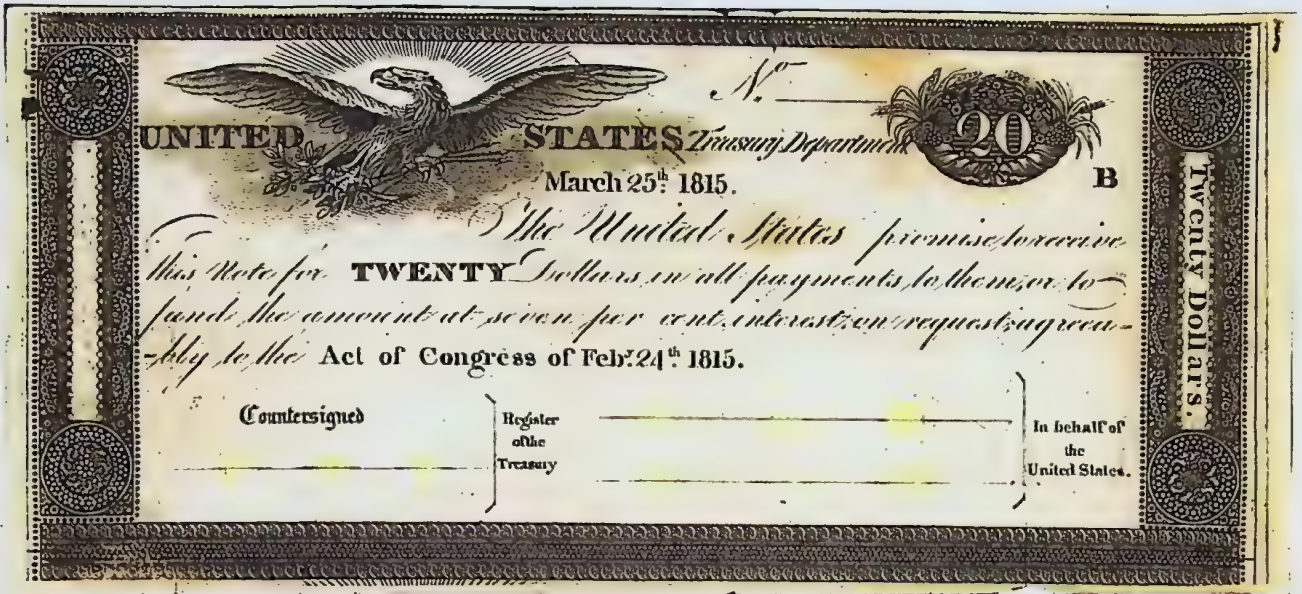 No.
UNITED STATES Treasury Department
20
B
March 25th. 1815.
The United States promise to receive
this Note for TWENTY Dollars in all payments to them, or to
fund the amount at seven per cent. interest on request, agreea-
-bly to the Act of Congress of Feby. 24th. 1815.
Countersigned
Register
of the
Treasury
In behalf of
the
United States.
Twenty Dollars.